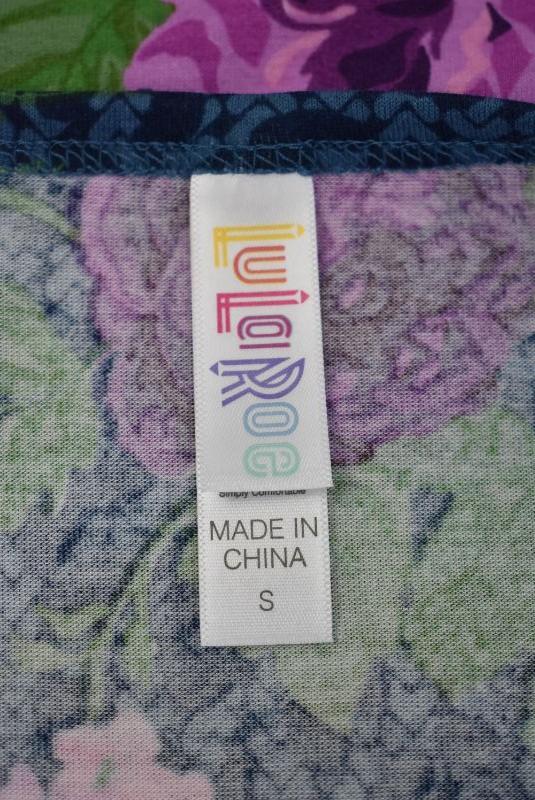 LuLaRoe
Simply Comfortable
MADE IN
CHINA
S